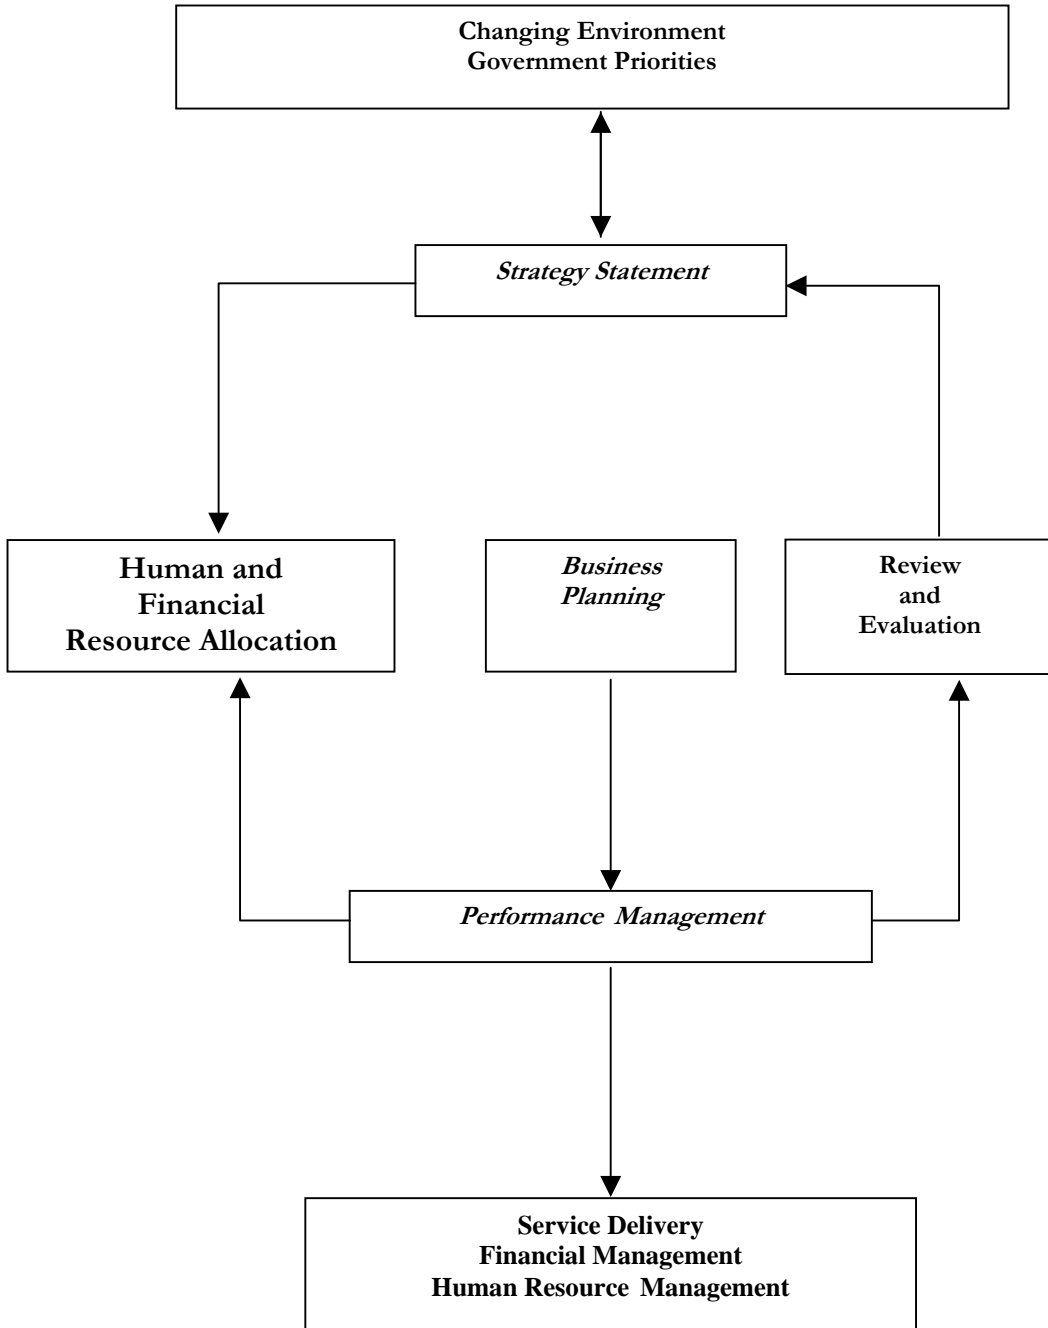 Changing Environment
Government Priorities
Strategy Statement
Human and
Financial
Resource Allocation
Business
Planning
Review
and
Evaluation
Performance Management
Service Delivery
Financial Management
Human Resource Management